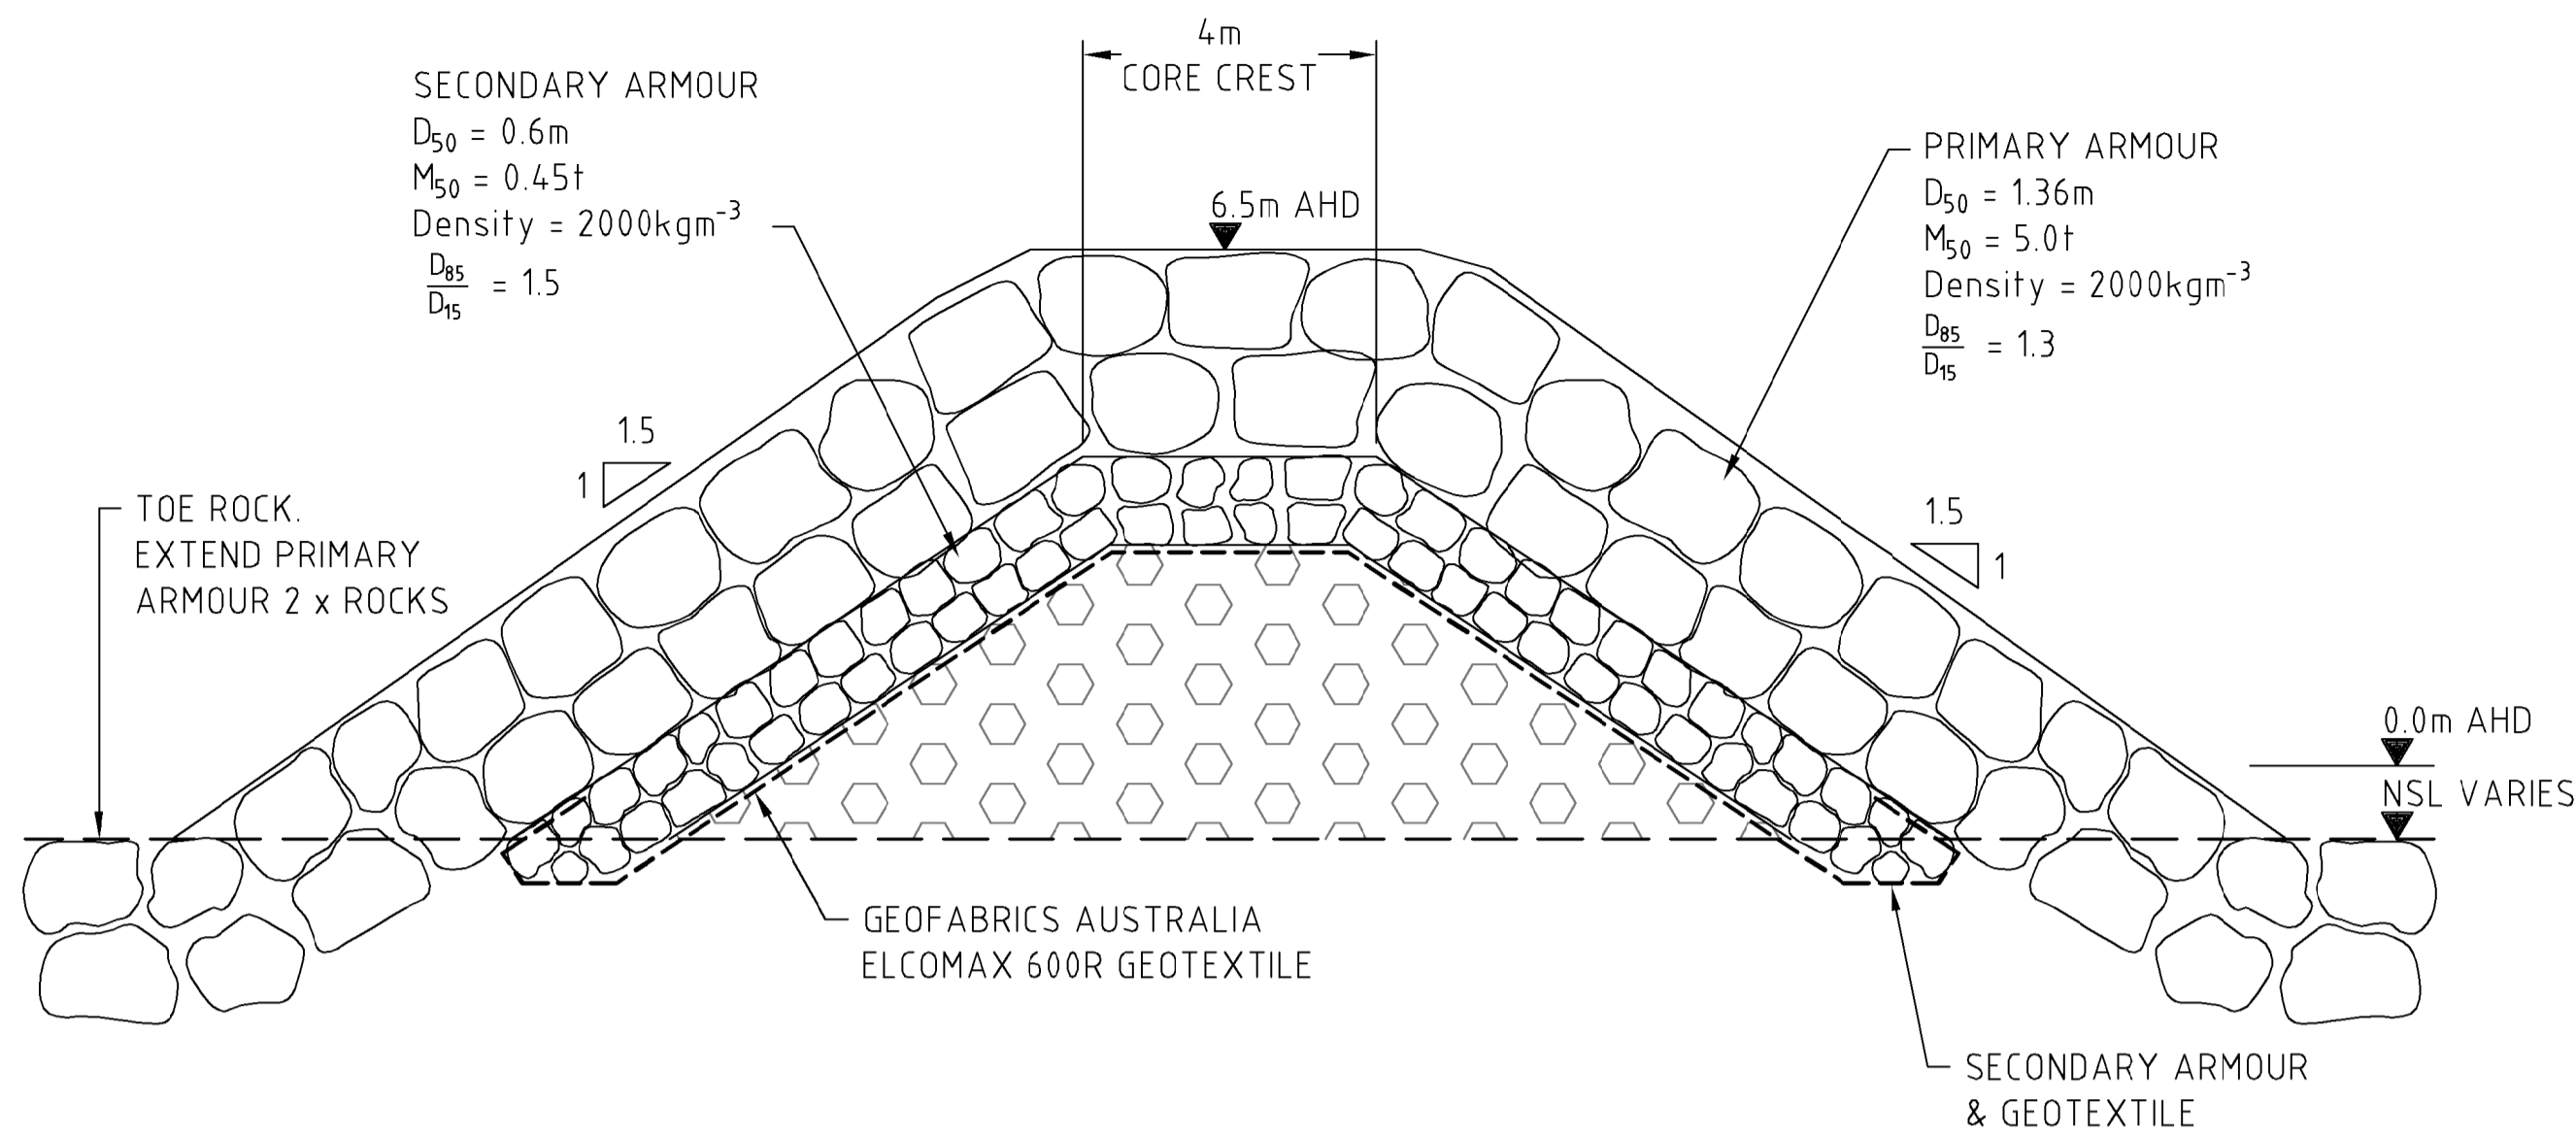 4m
CORE CREST
SECONDARY ARMOUR
D₅₀ = 0.6m
M₅₀ = 0.45t
Density = 2000kgm⁻³
D₈₅
D₁₅
= 1.5
PRIMARY ARMOUR
D₅₀ = 1.36m
M₅₀ = 5.0t
Density = 2000kgm⁻³
D₈₅
D₁₅
= 1.3
6.5m AHD
1.5
1
TOE ROCK.
EXTEND PRIMARY
ARMOUR 2 x ROCKS
1.5
1
0.0m AHD
NSL VARIES
GEOFABRICS AUSTRALIA
ELCOMAX 600R GEOTEXTILE
SECONDARY ARMOUR
& GEOTEXTILE